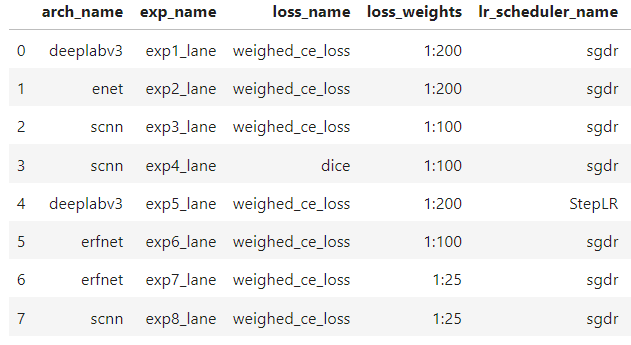 arch_name exp_name loss_name loss_weights lr_scheduler_name
0 deeplabv3 exp1_lane weighed_ce_loss 1:200 sgdr
1 enet exp2_lane weighed_ce_loss 1:200 sgdr
2 scnn exp3_lane weighed_ce_loss 1:100 sgdr
3 scnn exp4_lane dice 1:100 sgdr
4 deeplabv3 exp5_lane weighed_ce_loss 1:200 StepLR
5 erfnet exp6_lane weighed_ce_loss 1:100 sgdr
6 erfnet exp7_lane weighed_ce_loss 1:25 sgdr
7 scnn exp8_lane weighed_ce_loss 1:25 sgdr